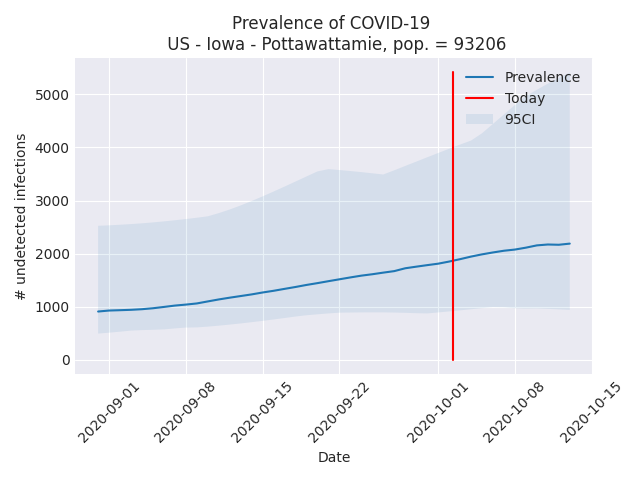 Prevalence of COVID-19
US - Iowa - Pottawattamie, pop. = 93206
Prevalence
Today
95CI
# undetected infections
5000
4000
3000
2000
1000
0
2020-09-01
2020-09-08
2020-09-15
2020-09-22
2020-10-01
2020-10-08
2020-10-15
Date